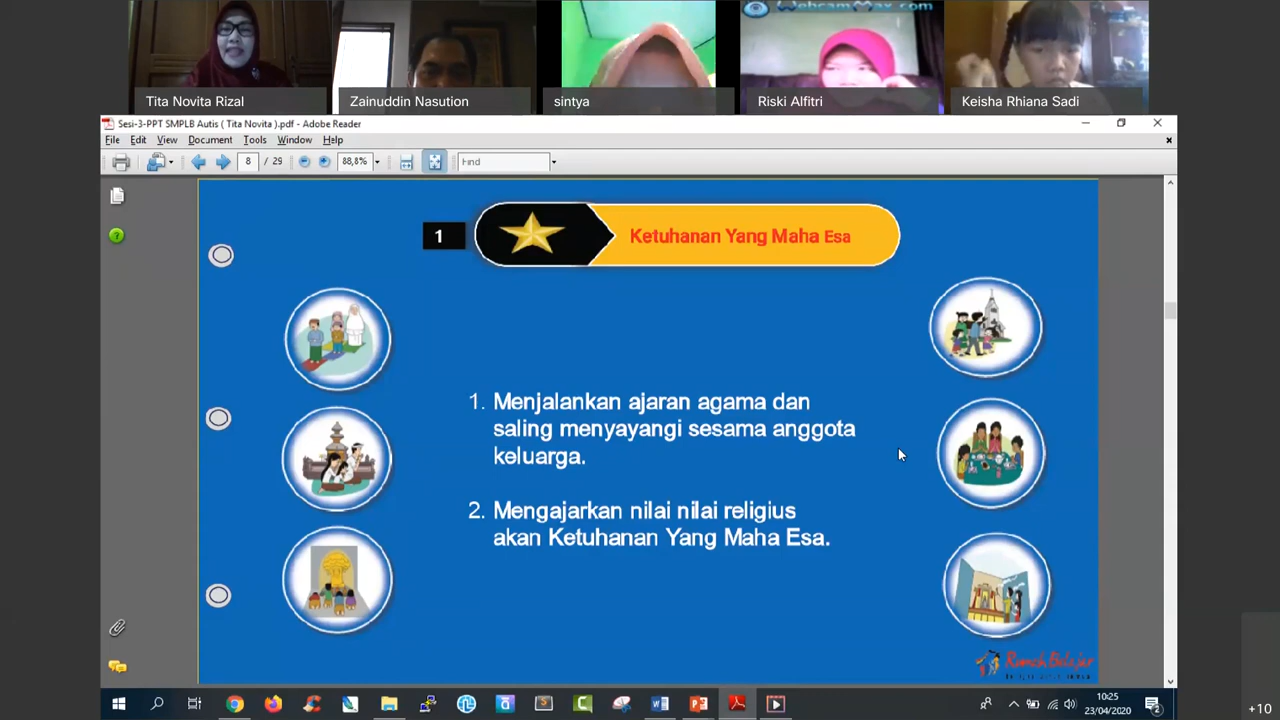 WebcamMax.com
Tita Novita Rizal
Zainuddin Nasution
sintya
Riski Alfitri
Keisha Rhiana Sadi
Sesi-3-PPT SMPLB Autis ( Tita Novita ).pdf - Adobe Reader
File Edit View Document Tools Window Help
8 / 29 88,8% Find
1
Ketuhanan Yang Maha Esa
1. Menjalankan ajaran agama dan
saling menyayangi sesama anggota
keluarga.
2. Mengajarkan nilai nilai religius
akan Ketuhanan Yang Maha Esa.
Rumah Belajar
10:25
23/04/2020
2
+10